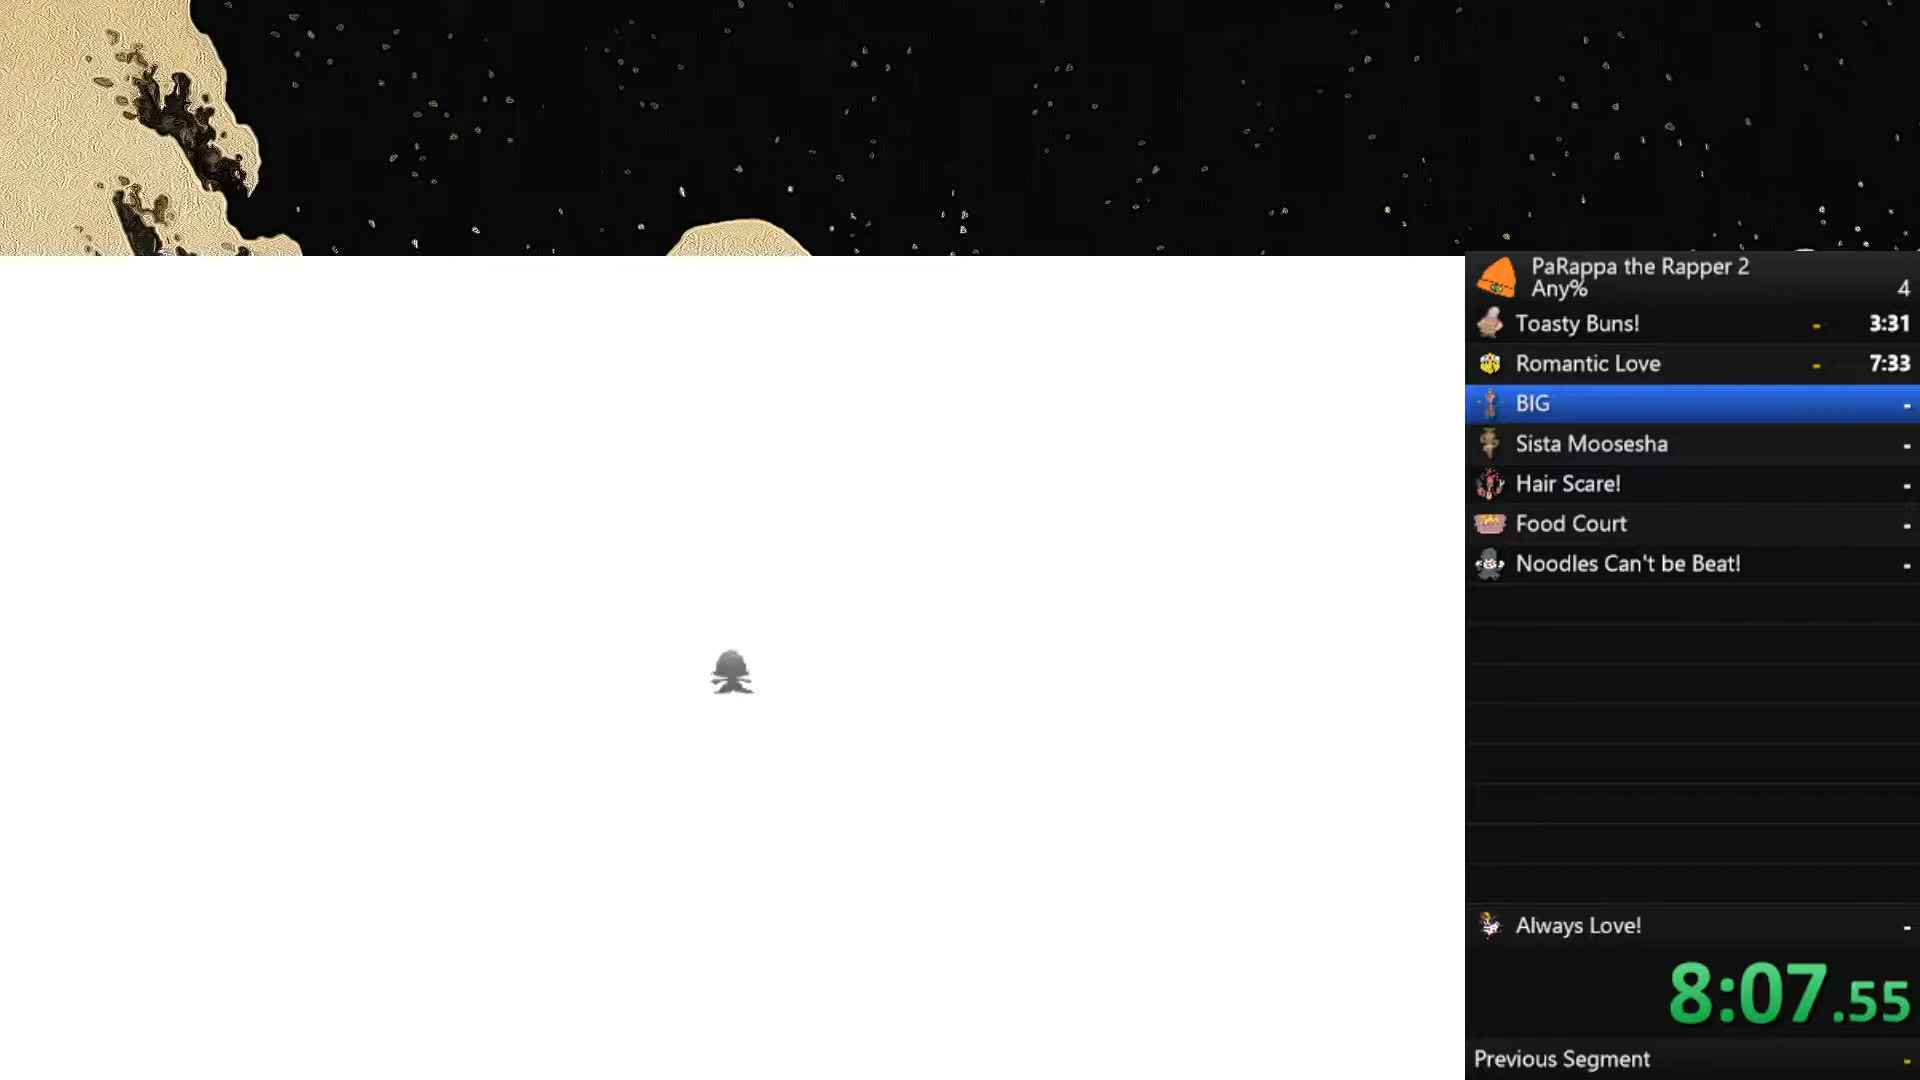 PaRappa the Rapper 2
Any% 4
Toasty Buns! - 3:31
Romantic Love - 7:33
BIG -
Sista Moosesha -
Hair Scare! -
Food Court -
Noodles Can't be Beat! -
Always Love! -
8:07.55
Previous Segment -